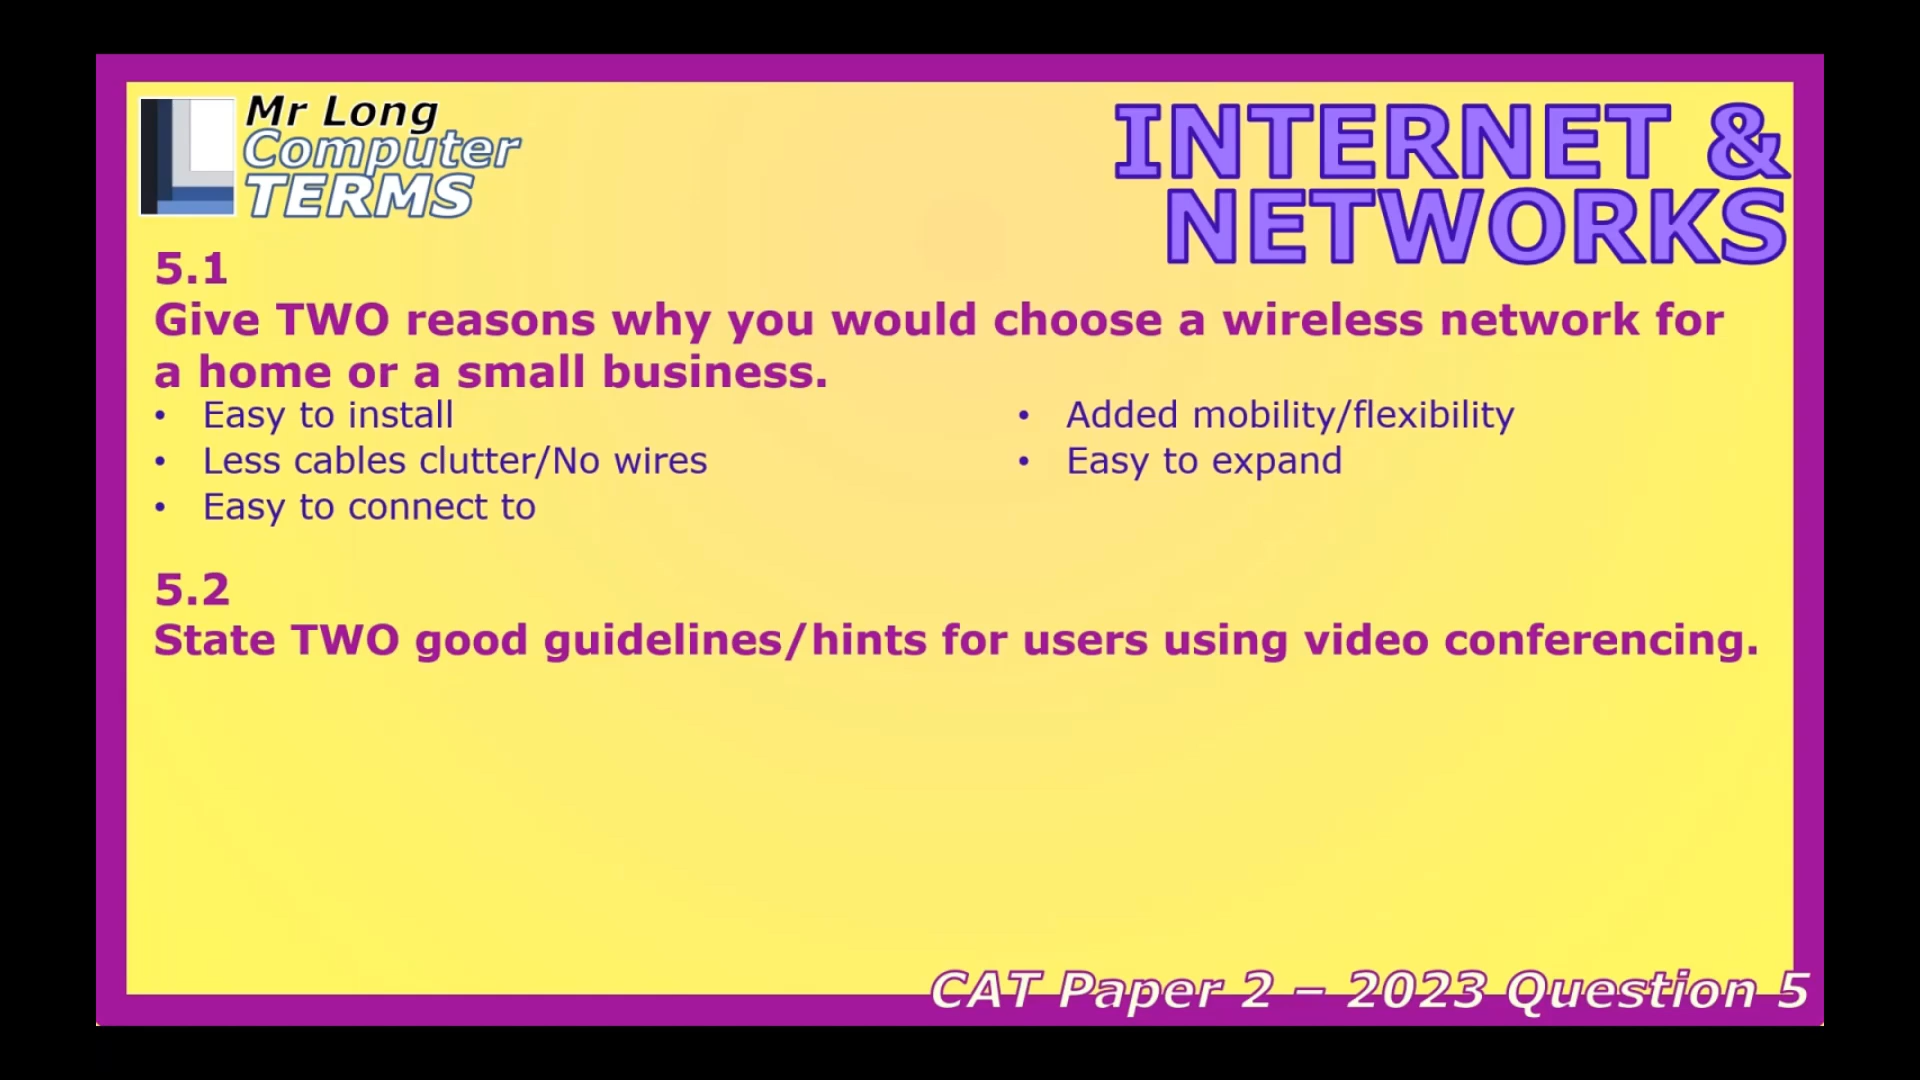 Mr Long
Computer
TERMS
INTERNET &
NETWORKS
5.1
Give TWO reasons why you would choose a wireless network for
a home or a small business.
• Easy to install
• Less cables clutter/No wires
• Easy to connect to
• Added mobility/flexibility
• Easy to expand
5.2
State TWO good guidelines/hints for users using video conferencing.
CAT Paper 2 – 2023 Question 5